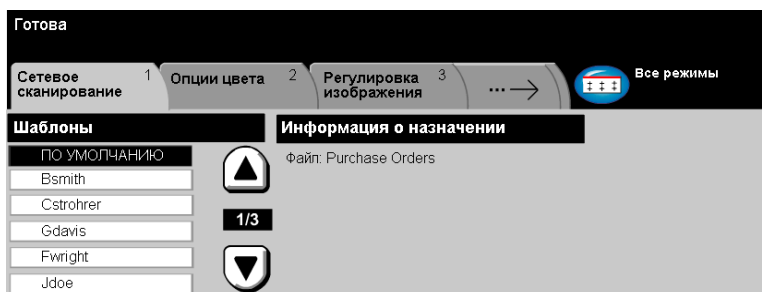 Готова
Сетевое сканирование 1
Опции цвета 2
Регулировка изображения 3
Все режимы
Шаблоны
Информация о назначении
ПО УМОЛЧАНИЮ
Файл: Purchase Orders
Bsmith
Cstrohrer
1/3
Gdavis
Fwright
Jdoe